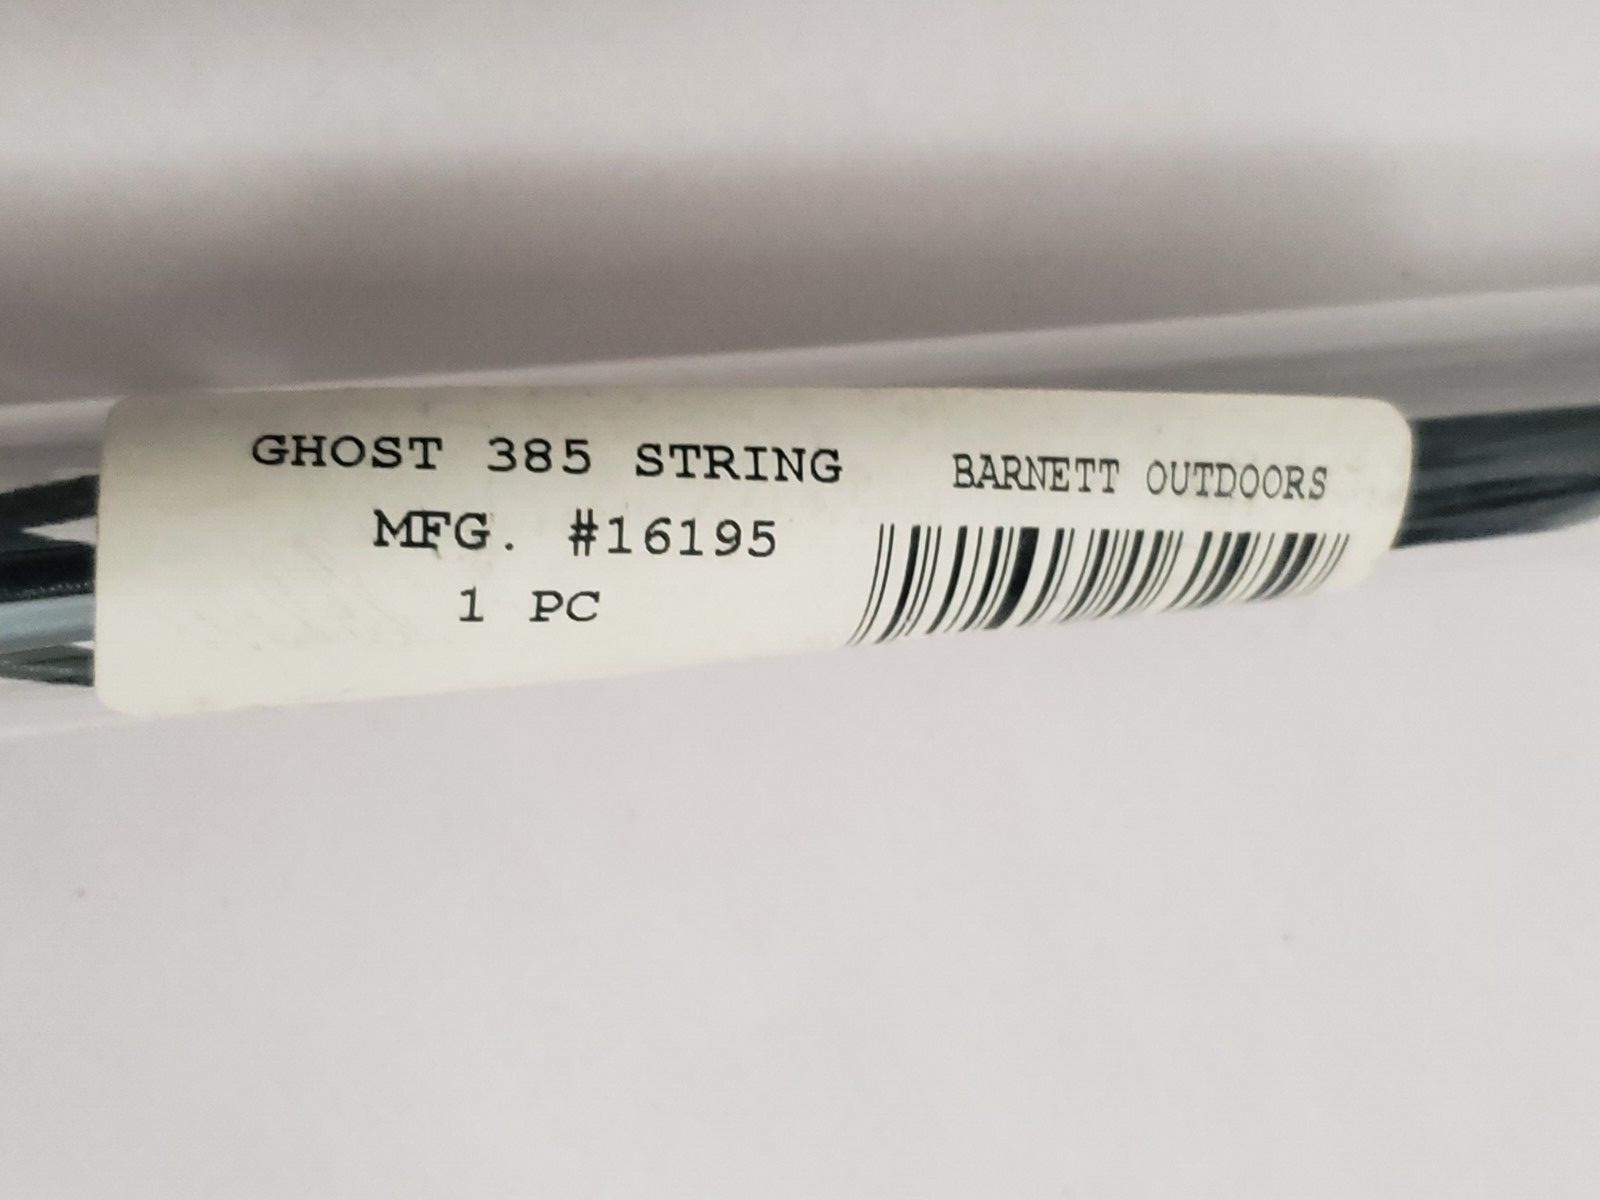 GHOST 385 STRING
MFG. #16195
1 PC
BARNETT OUTDOORS